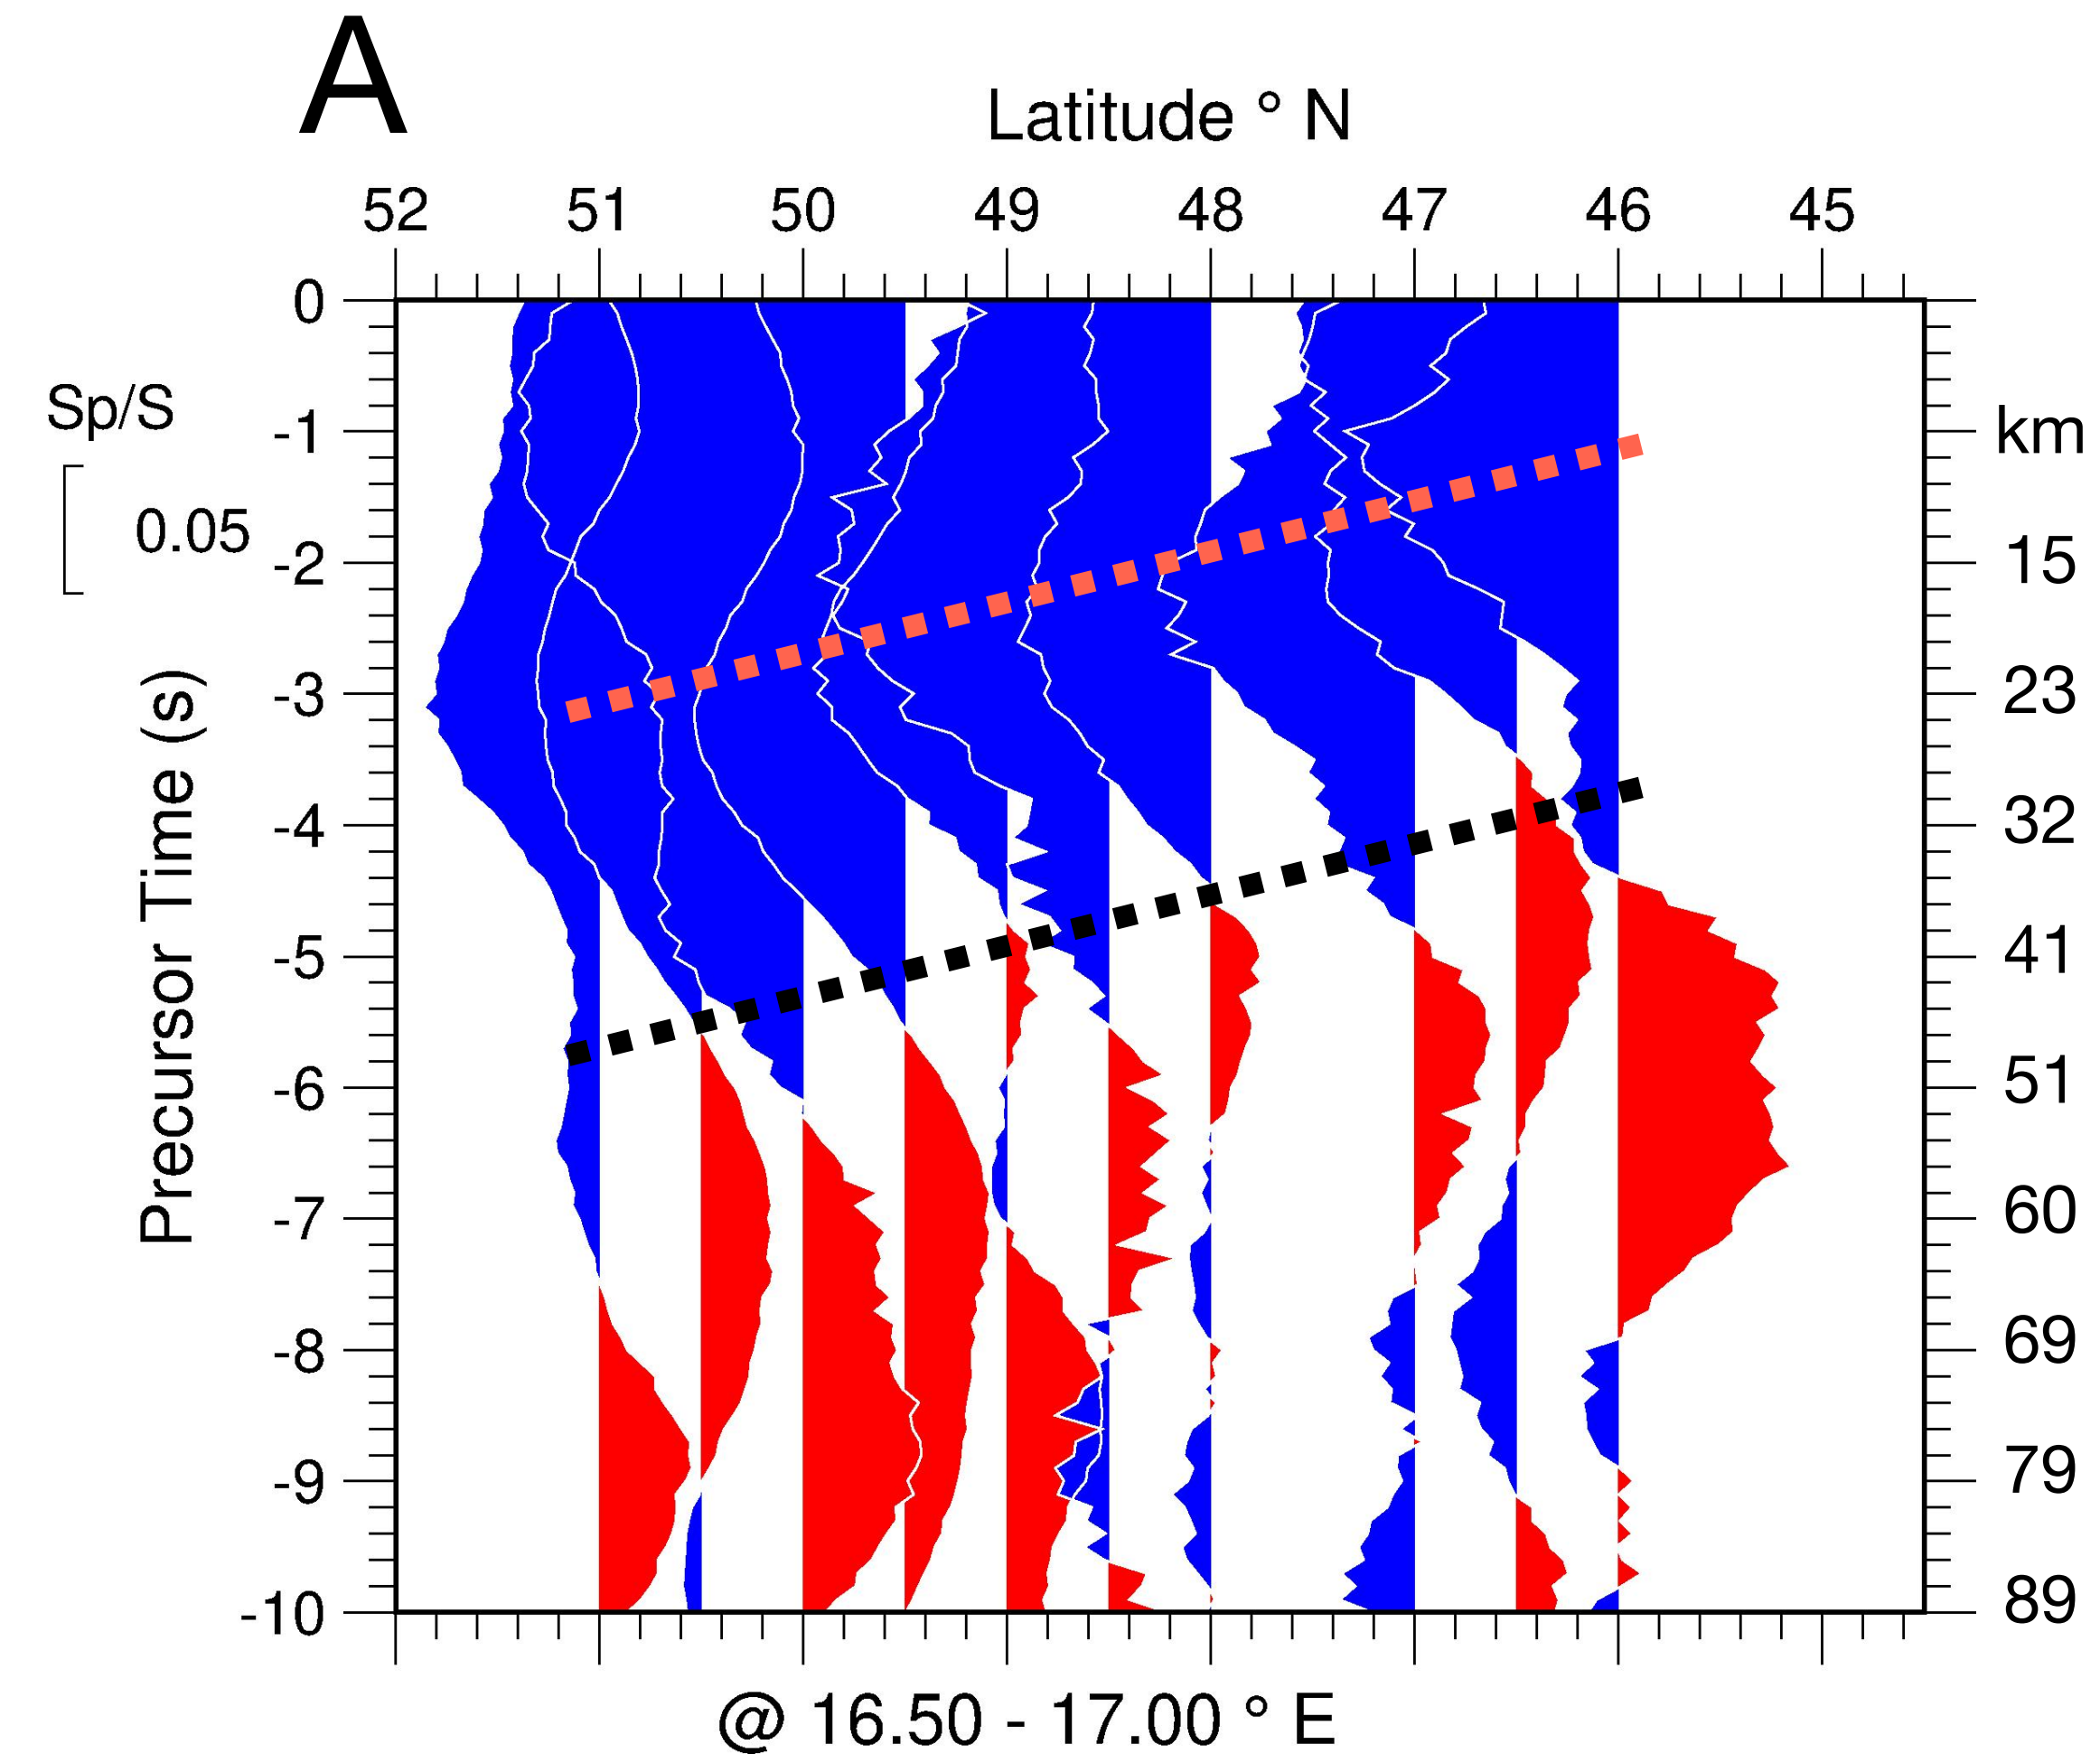 A
Latitude ° N
52 51 50 49 48 47 46 45
0
Sp/S
-1 km
0.05
-2 15
-3 23
-4 32
-5 41
-6 51
-7 60
-8 69
-9 79
-10 89
Precursor Time (s)
@ 16.50 - 17.00 ° E